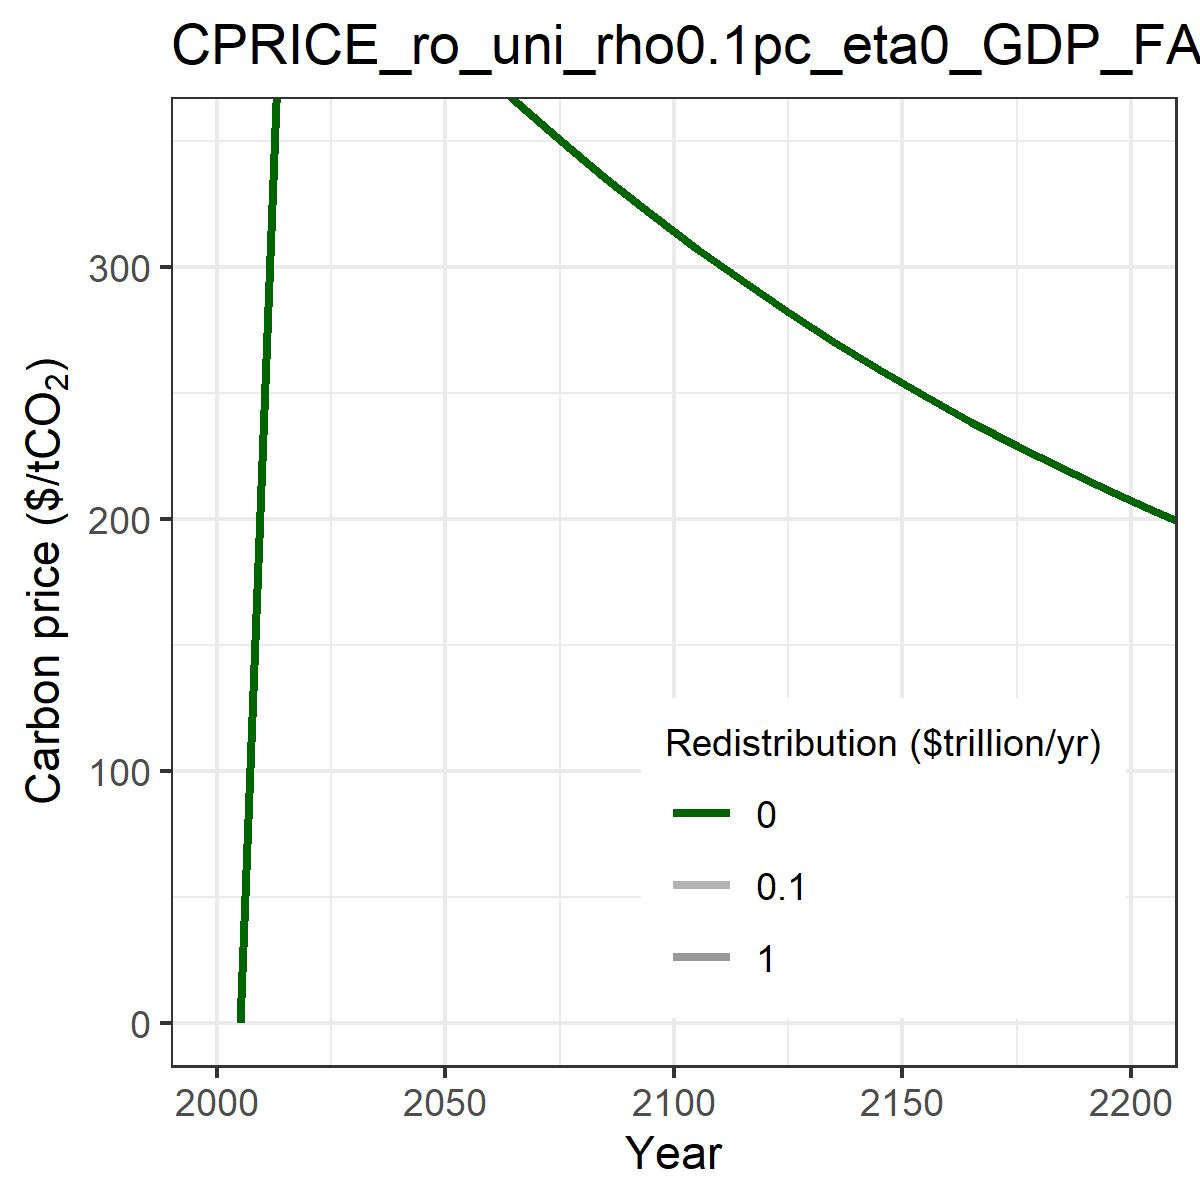 CPRICE_ro_uni_rho0.1pc_eta0_GDP_FA
Carbon price ($/tCO₂)
300
200
100
0
Redistribution ($trillion/yr)
0
0.1
1
2000 2050 2100 2150 2200
Year